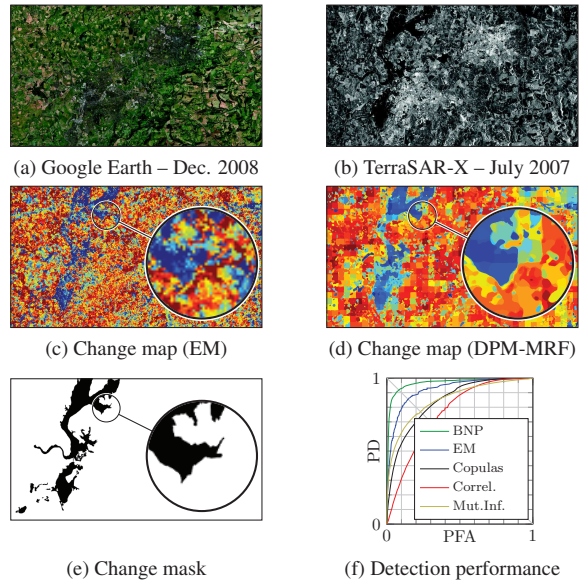 (a) Google Earth – Dec. 2008
(b) TerraSAR-X – July 2007
(c) Change map (EM)
(d) Change map (DPM-MRF)
(e) Change mask
1
PD
0
0
PFA
1
BNP
EM
Copulas
Correl.
Mut.Inf.
(f) Detection performance